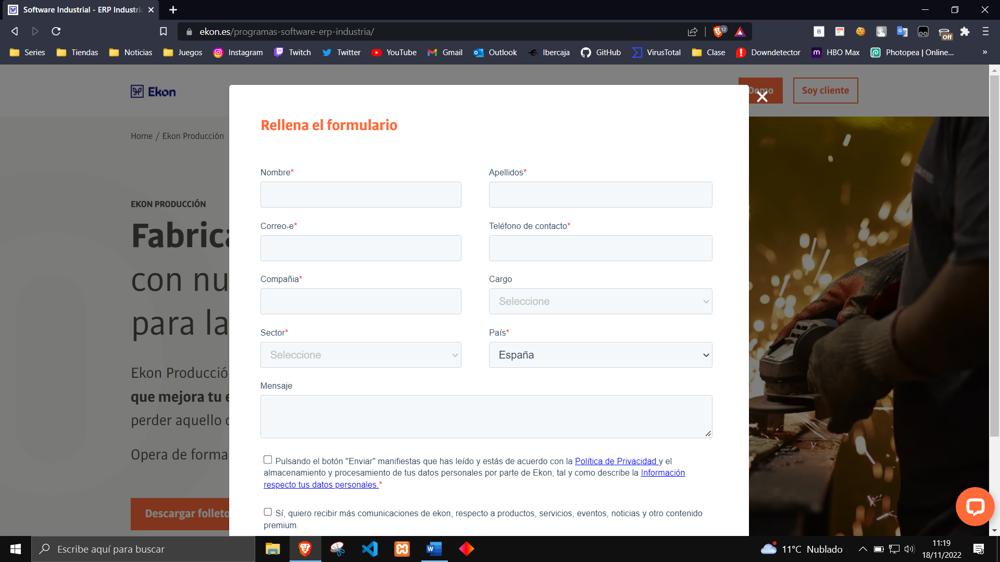 Software Industrial - ERP Industri
ekon.es/programas-software-erp-industria/
12
B
Off
Series
Tiendas
Noticias
Juegos
Instagram
Twitch
Twitter
YouTube
Gmail
Outlook
Ibercaja
GitHub
VirusTotal
Clase
Downdetector
HBO Max
Photopea | Online...
»
Ekon
Demo
Soy cliente
Home / Ekon Producción
Rellena el formulario
Nombre*
Apellidos*
Correo-e*
Teléfono de contacto*
Compañia*
Cargo
Seleccione
Sector*
País*
Seleccione
España
Mensaje
EKON PRODUCCIÓN
Fabrica
con nu
para la
Ekon Producció
que mejora tu e
perder aquello
Opera de forma
Descargar folleto
Pulsando el botón "Enviar" manifiestas que has leído y estás de acuerdo con la Política de Privacidad y el
almacenamiento y procesamiento de tus datos personales por parte de Ekon, tal y como describe la Información
respecto tus datos personales.*
Sí, quiero recibir más comunicaciones de ekon, respecto a productos, servicios, eventos, noticias y otro contenido
premium.
Escribe aquí para buscar
11°C Nublado
11:19
18/11/2022